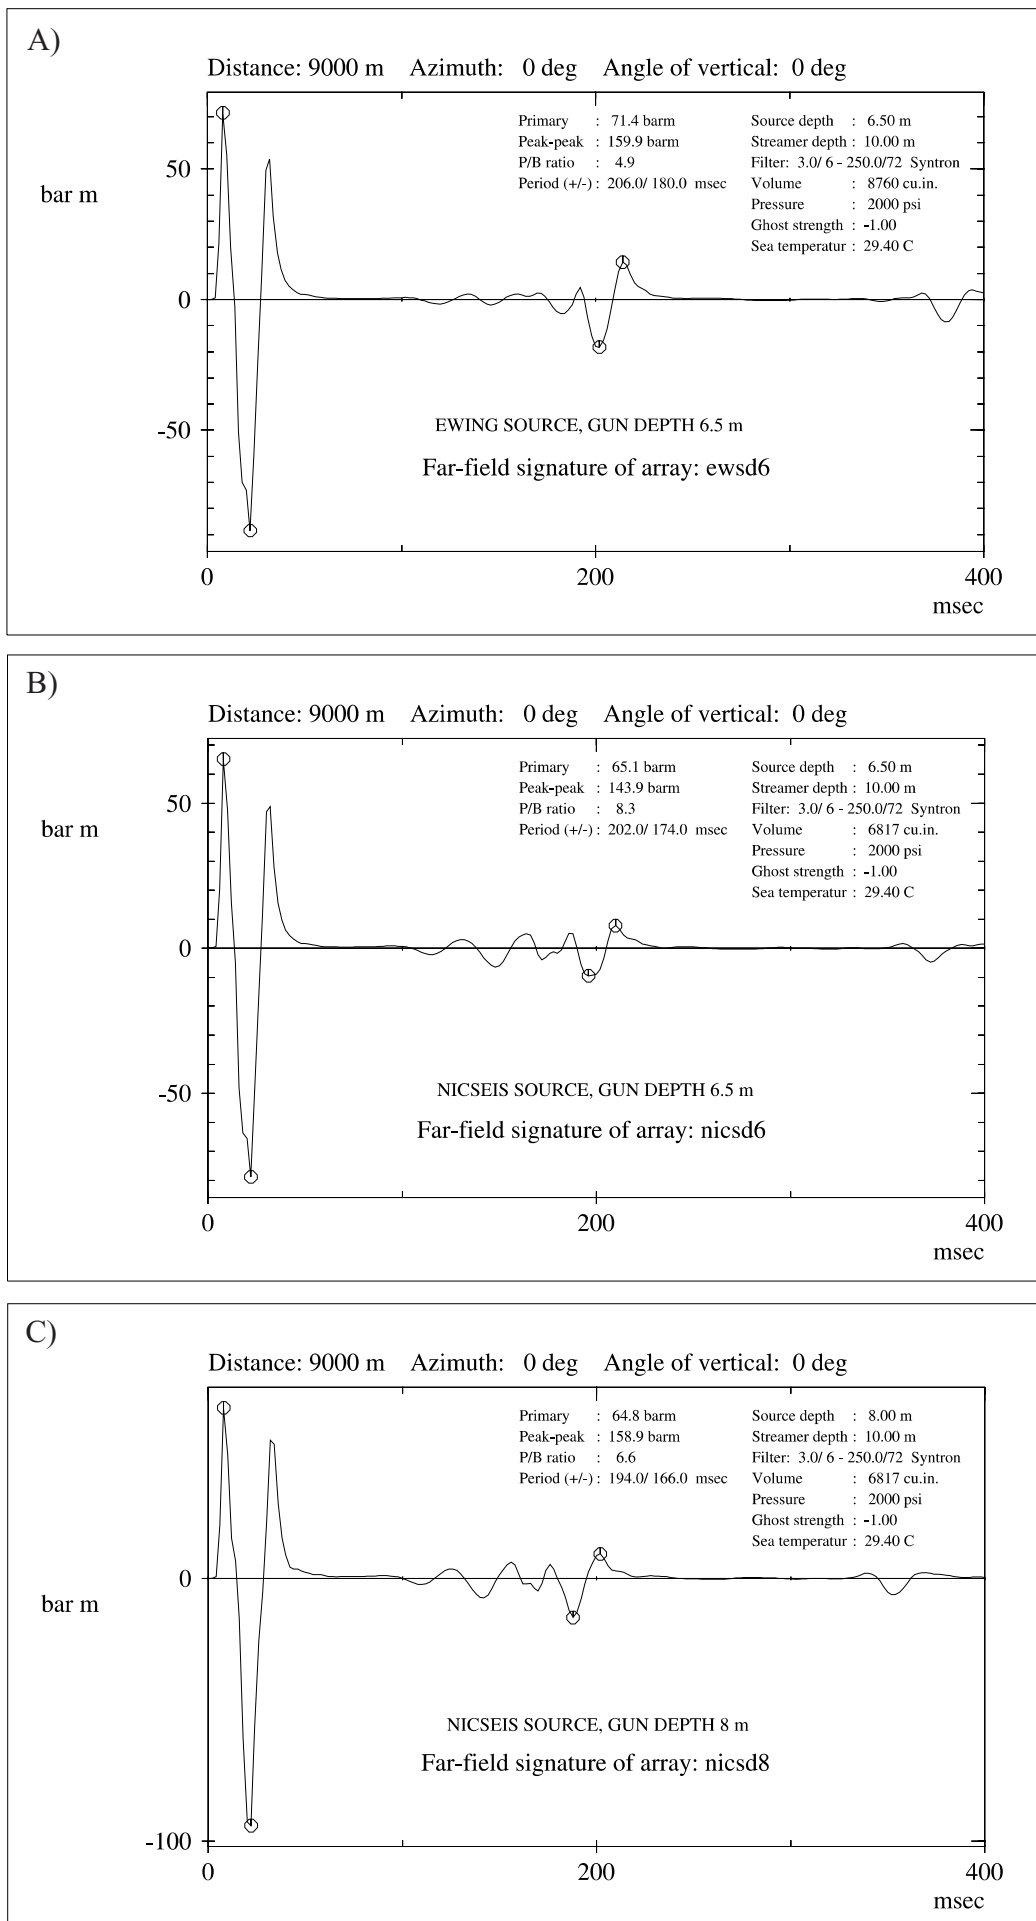 A)
Distance: 9000 m Azimuth: 0 deg Angle of vertical: 0 deg
Primary : 71.4 barm Source depth : 6.50 m
Peak-peak : 159.9 barm Streamer depth : 10.00 m
P/B ratio : 4.9 Filter: 3.0/ 6 - 250.0/72 Syntron
Period (+/-) : 206.0/ 180.0 msec Volume : 8760 cu.in.
Pressure : 2000 psi
Ghost strength : -1.00
Sea temperatur : 29.40 C
50
bar m
0
-50
EWING SOURCE, GUN DEPTH 6.5 m
Far-field signature of array: ewsd6
0 200 400
msec
B)
Distance: 9000 m Azimuth: 0 deg Angle of vertical: 0 deg
Primary : 65.1 barm Source depth : 6.50 m
Peak-peak : 143.9 barm Streamer depth : 10.00 m
P/B ratio : 8.3 Filter: 3.0/ 6 - 250.0/72 Syntron
Period (+/-) : 202.0/ 174.0 msec Volume : 6817 cu.in.
Pressure : 2000 psi
Ghost strength : -1.00
Sea temperatur : 29.40 C
50
bar m
0
-50
NICSEIS SOURCE, GUN DEPTH 6.5 m
Far-field signature of array: nicsd6
0 200 400
msec
C)
Distance: 9000 m Azimuth: 0 deg Angle of vertical: 0 deg
Primary : 64.8 barm Source depth : 8.00 m
Peak-peak : 158.9 barm Streamer depth : 10.00 m
P/B ratio : 6.6 Filter: 3.0/ 6 - 250.0/72 Syntron
Period (+/-) : 194.0/ 166.0 msec Volume : 6817 cu.in.
Pressure : 2000 psi
Ghost strength : -1.00
Sea temperatur : 29.40 C
0
bar m
NICSEIS SOURCE, GUN DEPTH 8 m
Far-field signature of array: nicsd8
-100
0 200 400
msec